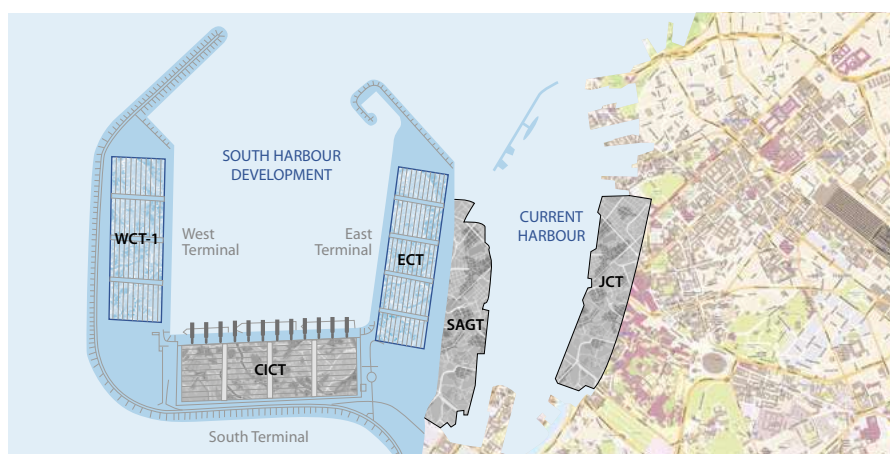 SOUTH HARBOUR
DEVELOPMENT
CURRENT
HARBOUR
WCT-1
West
Terminal
East
Terminal
ECT
JCT
SAGT
CICT
South Terminal